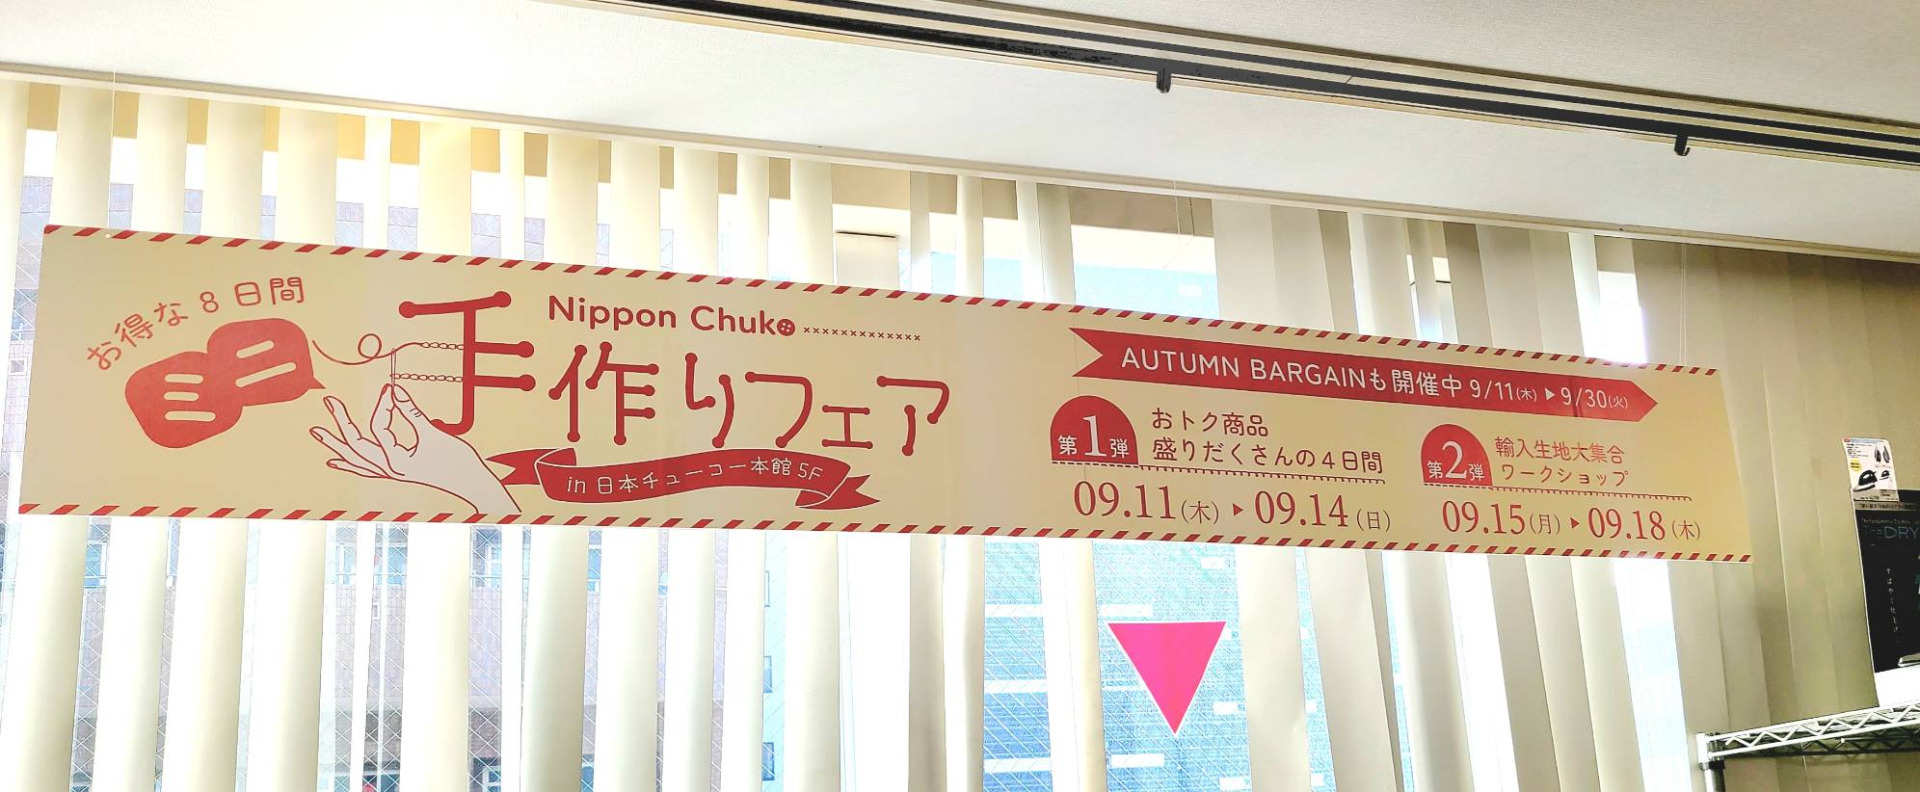 お得な8日間
ミニ
Nippon Chuko
手作りフェア
in 日本チューコー本館 5F
AUTUMN BARGAINも開催中 9/11(木) ▶ 9/30(火)
第1弾
おトク商品
盛りだくさんの4日間
09.11(木) ▶ 09.14(日)
第2弾
輸入生地大集合
ワークショップ
09.15(月) ▶ 09.18(木)
DRY